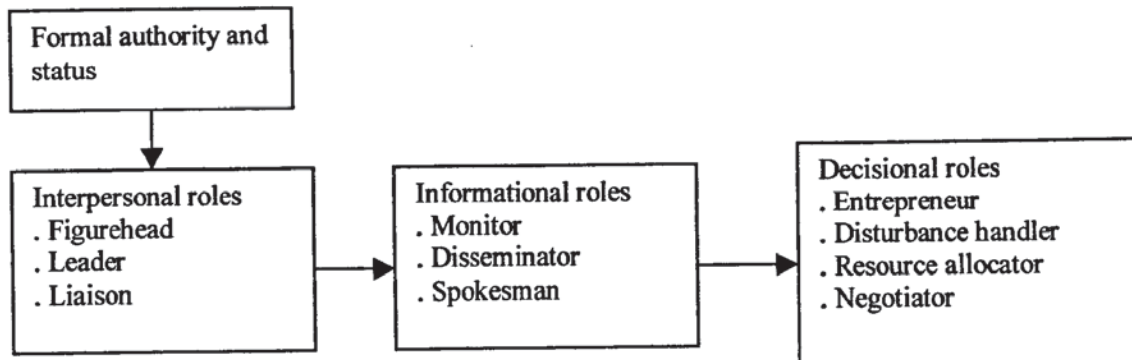 Formal authority and
status
Interpersonal roles
. Figurehead
. Leader
. Liaison
Informational roles
. Monitor
. Disseminator
. Spokesman
Decisional roles
. Entrepreneur
. Disturbance handler
. Resource allocator
. Negotiator